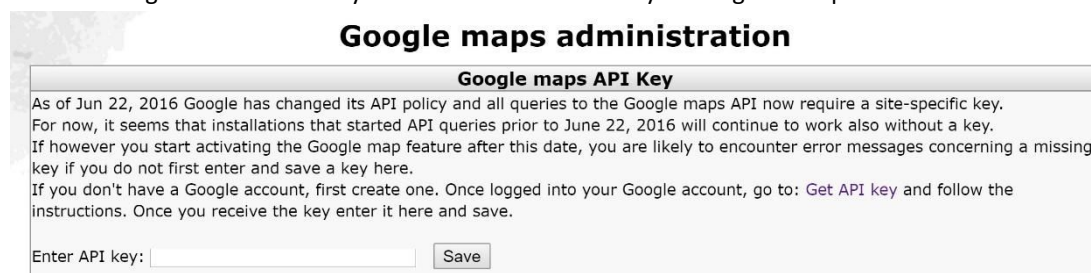 Google maps administration
Google maps API Key
As of Jun 22, 2016 Google has changed its API policy and all queries to the Google maps API now require a site-specific key.
For now, it seems that installations that started API queries prior to June 22, 2016 will continue to work also without a key.
If however you start activating the Google map feature after this date, you are likely to encounter error messages concerning a missing
key if you do not first enter and save a key here.
If you don't have a Google account, first create one. Once logged into your Google account, go to: Get API key and follow the
instructions. Once you receive the key enter it here and save.
Enter API key: Save